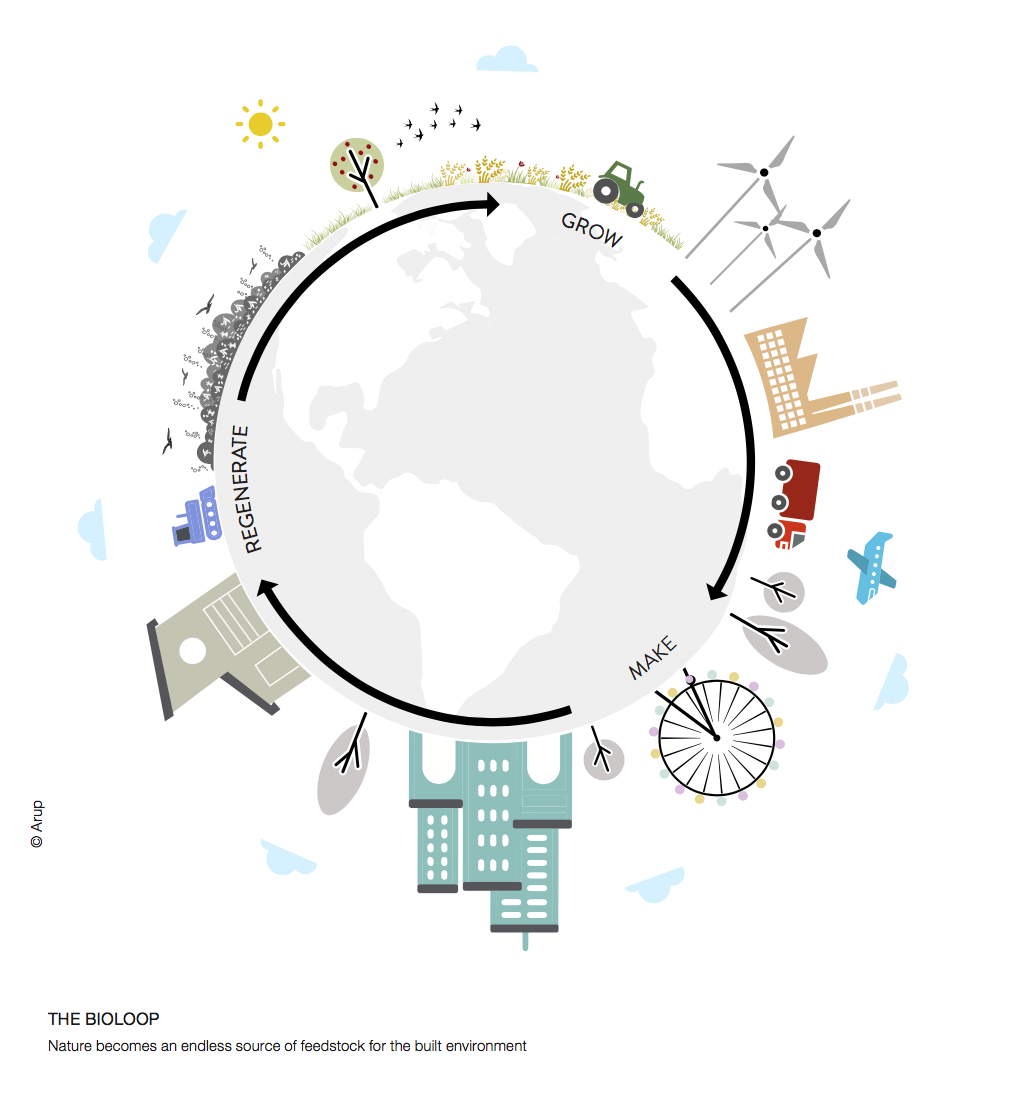 GROW
REGENERATE
MAKE
© Arup
THE BIOLOOP
Nature becomes an endless source of feedstock for the built environment